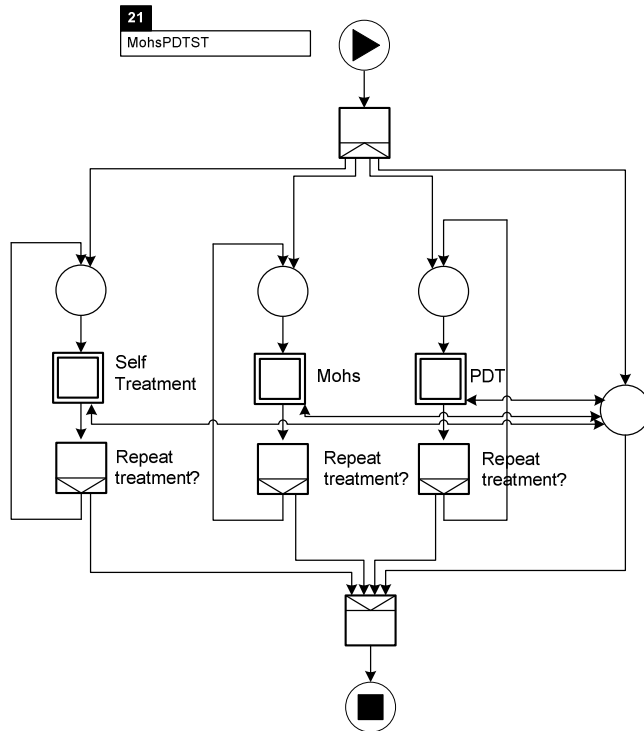 21
MohsPDTST
Self
Treatment
Mohs
PDT
Repeat
treatment?
Repeat
treatment?
Repeat
treatment?